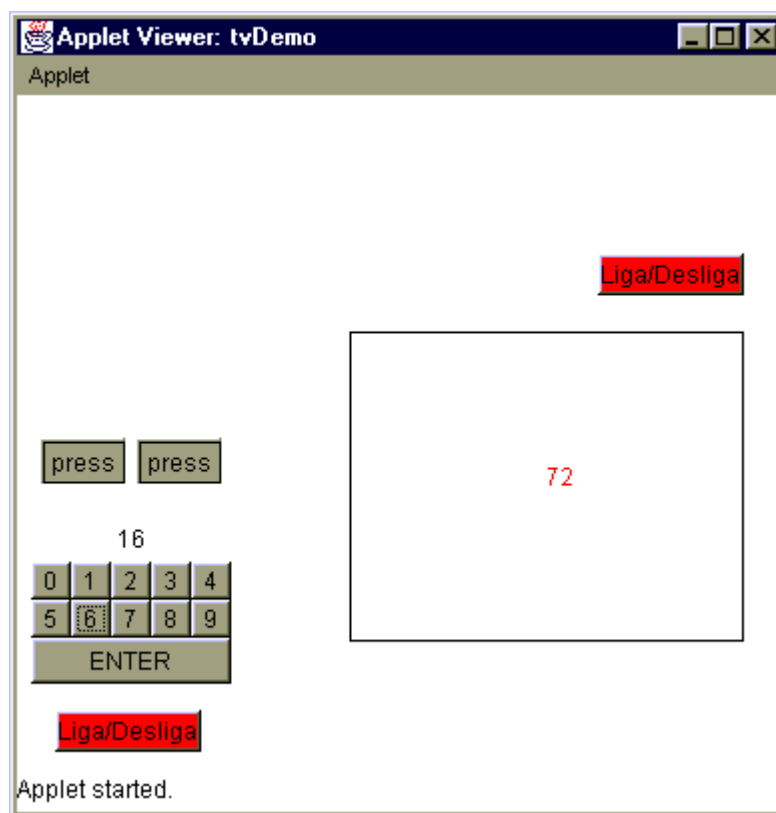 Applet Viewer: tvDemo
Applet
Liga/Desliga
press press
72
16
0 1 2 3 4
5 6 7 8 9
ENTER
Liga/Desliga
Applet started.